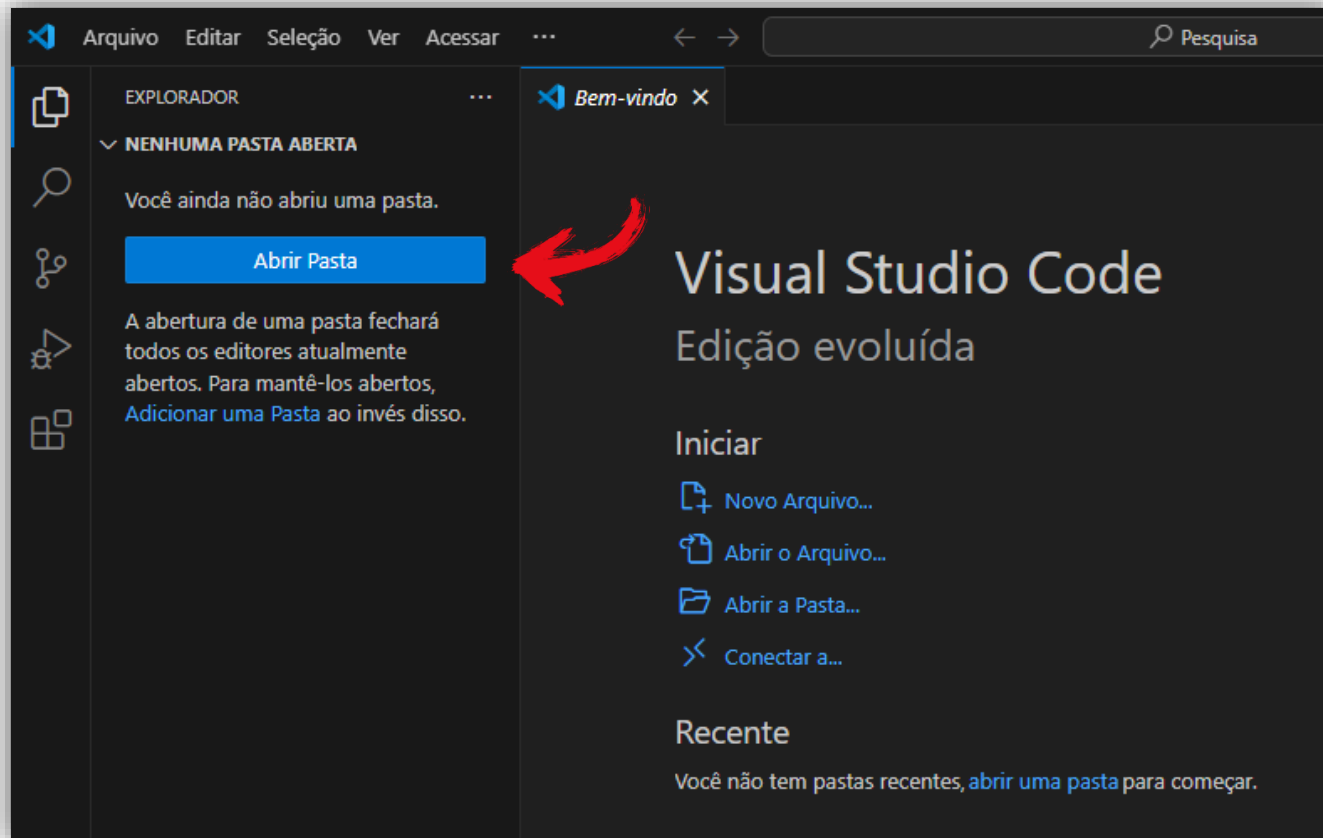 Arquivo Editar Seleção Ver Acessar ··· Pesquisa
EXPLORADOR ···
NENHUMA PASTA ABERTA
Você ainda não abriu uma pasta.
Abrir Pasta
A abertura de uma pasta fechará
todos os editores atualmente
abertos. Para mantê-los abertos,
Adicionar uma Pasta ao invés disso.
Bem-vindo
Visual Studio Code
Edição evoluída
Iniciar
Novo Arquivo...
Abrir o Arquivo...
Abrir a Pasta...
Conectar a...
Recente
Você não tem pastas recentes, abrir uma pasta para começar.